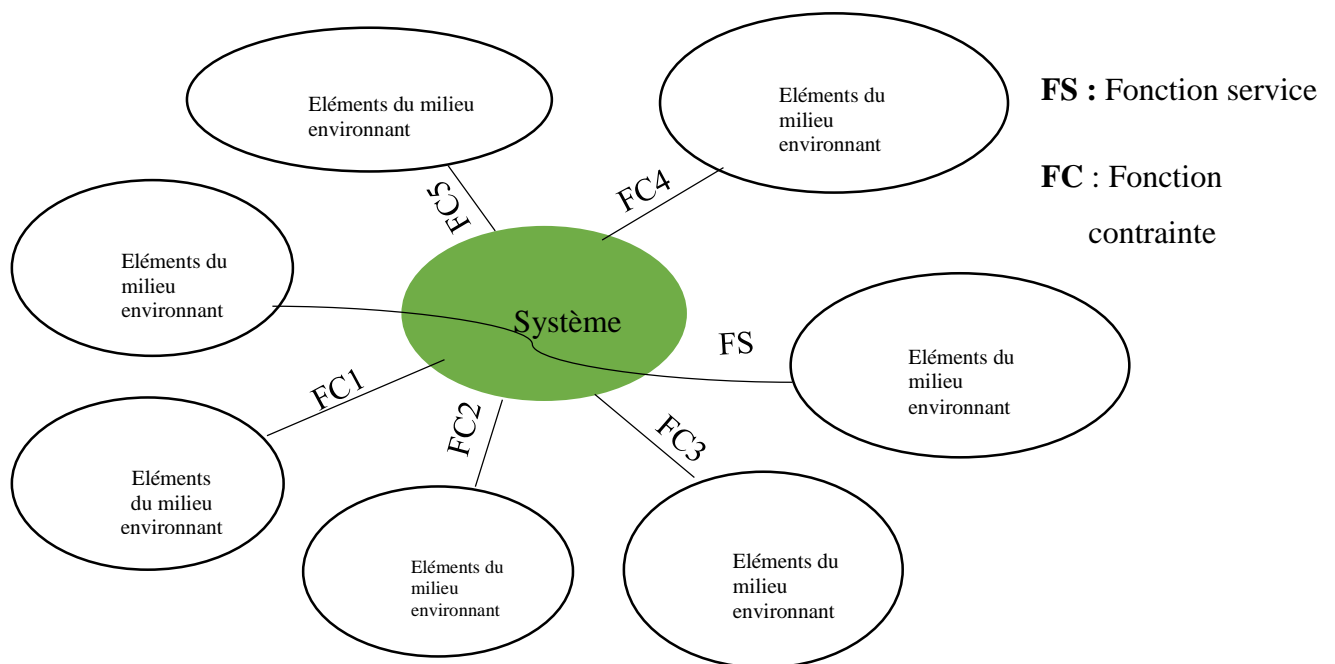 Eléments du milieu
environnant
Eléments du
milieu
environnant
FS : Fonction service
FC : Fonction
contrainte
FC5
FC4
Eléments du
milieu
environnant
Système
FS
Eléments du
milieu
environnant
FC1
FC2
FC3
Eléments
du milieu
environnant
Eléments du
milieu
environnant
Eléments du
milieu
environnant